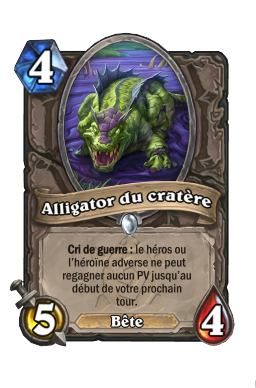 4
Alligator du cratère
Cri de guerre : le héros ou
l'héroïne adverse ne peut
regagner aucun PV jusqu'au
début de votre prochain
tour.
5
Bête
4